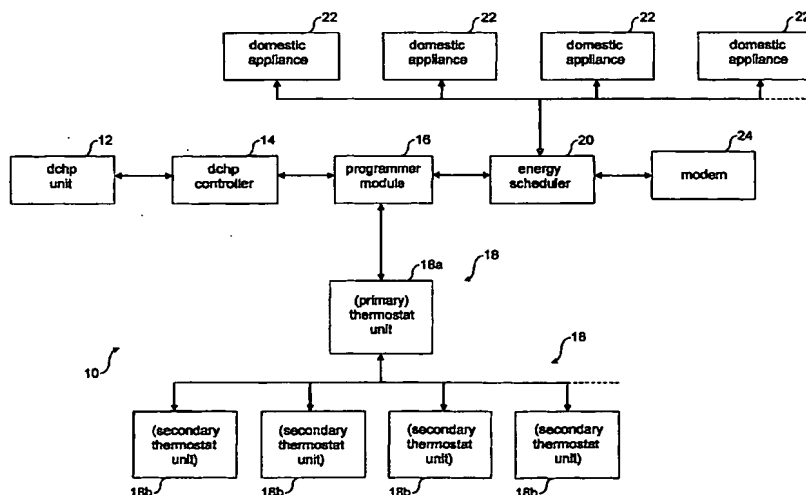 22 22 22 22
domestic appliance
domestic appliance
domestic appliance
domestic appliance
12 14 16 20 24
dchp unit
dchp controller
programmer module
energy scheduler
modem
18a 18
(primary) thermostat unit
10 18
(secondary thermostat unit)
(secondary thermostat unit)
(secondary thermostat unit)
(secondary thermostat unit)
18b 18b 18b 18b